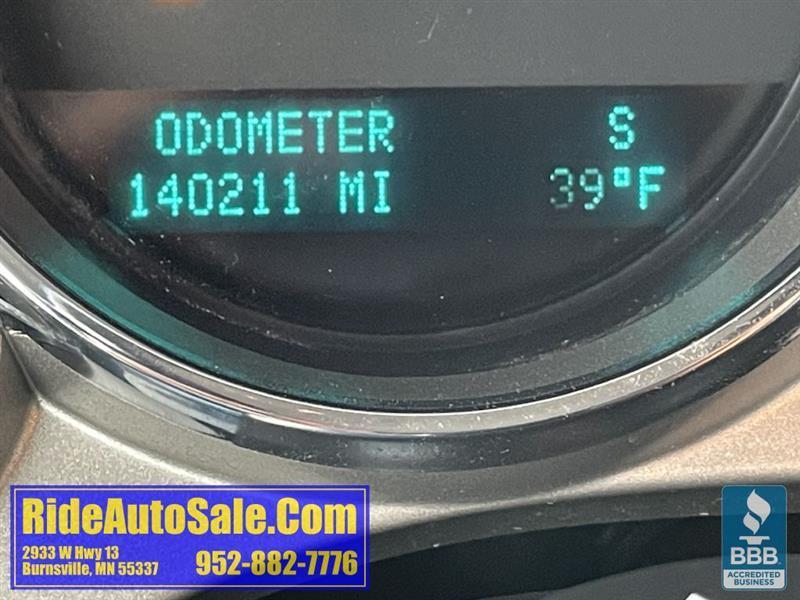 ODOMETER S
140211 MI 39°F
RideAutoSale.Com
2933 W Hwy 13
Burnsville, MN 55337
952-882-7776
BBB
ACCREDITED
BUSINESS